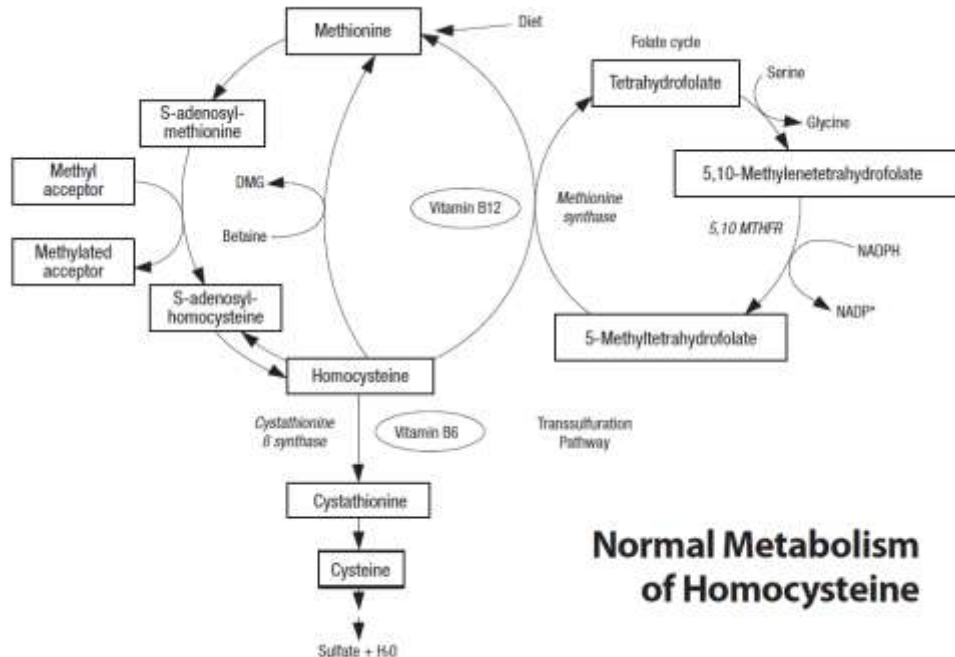 Methionine
Diet
Folate cycle
Tetrahydrofolate
Serine
Glycine
S-adenosyl-
methionine
Methyl
acceptor
DMG
Vitamin B12
Methionine
synthase
5,10-Methylenetetrahydrofolate
5,10 MTHFR
Betaine
NADPH
Methylated
acceptor
S-adenosyl-
homocysteine
NADP*
5-Methyltetrahydrofolate
Homocysteine
Cystathionine
ß synthase
Vitamin B6
Transsulfuration
Pathway
Cystathionine
Cysteine
Sulfate + H₂0
Normal Metabolism
of Homocysteine